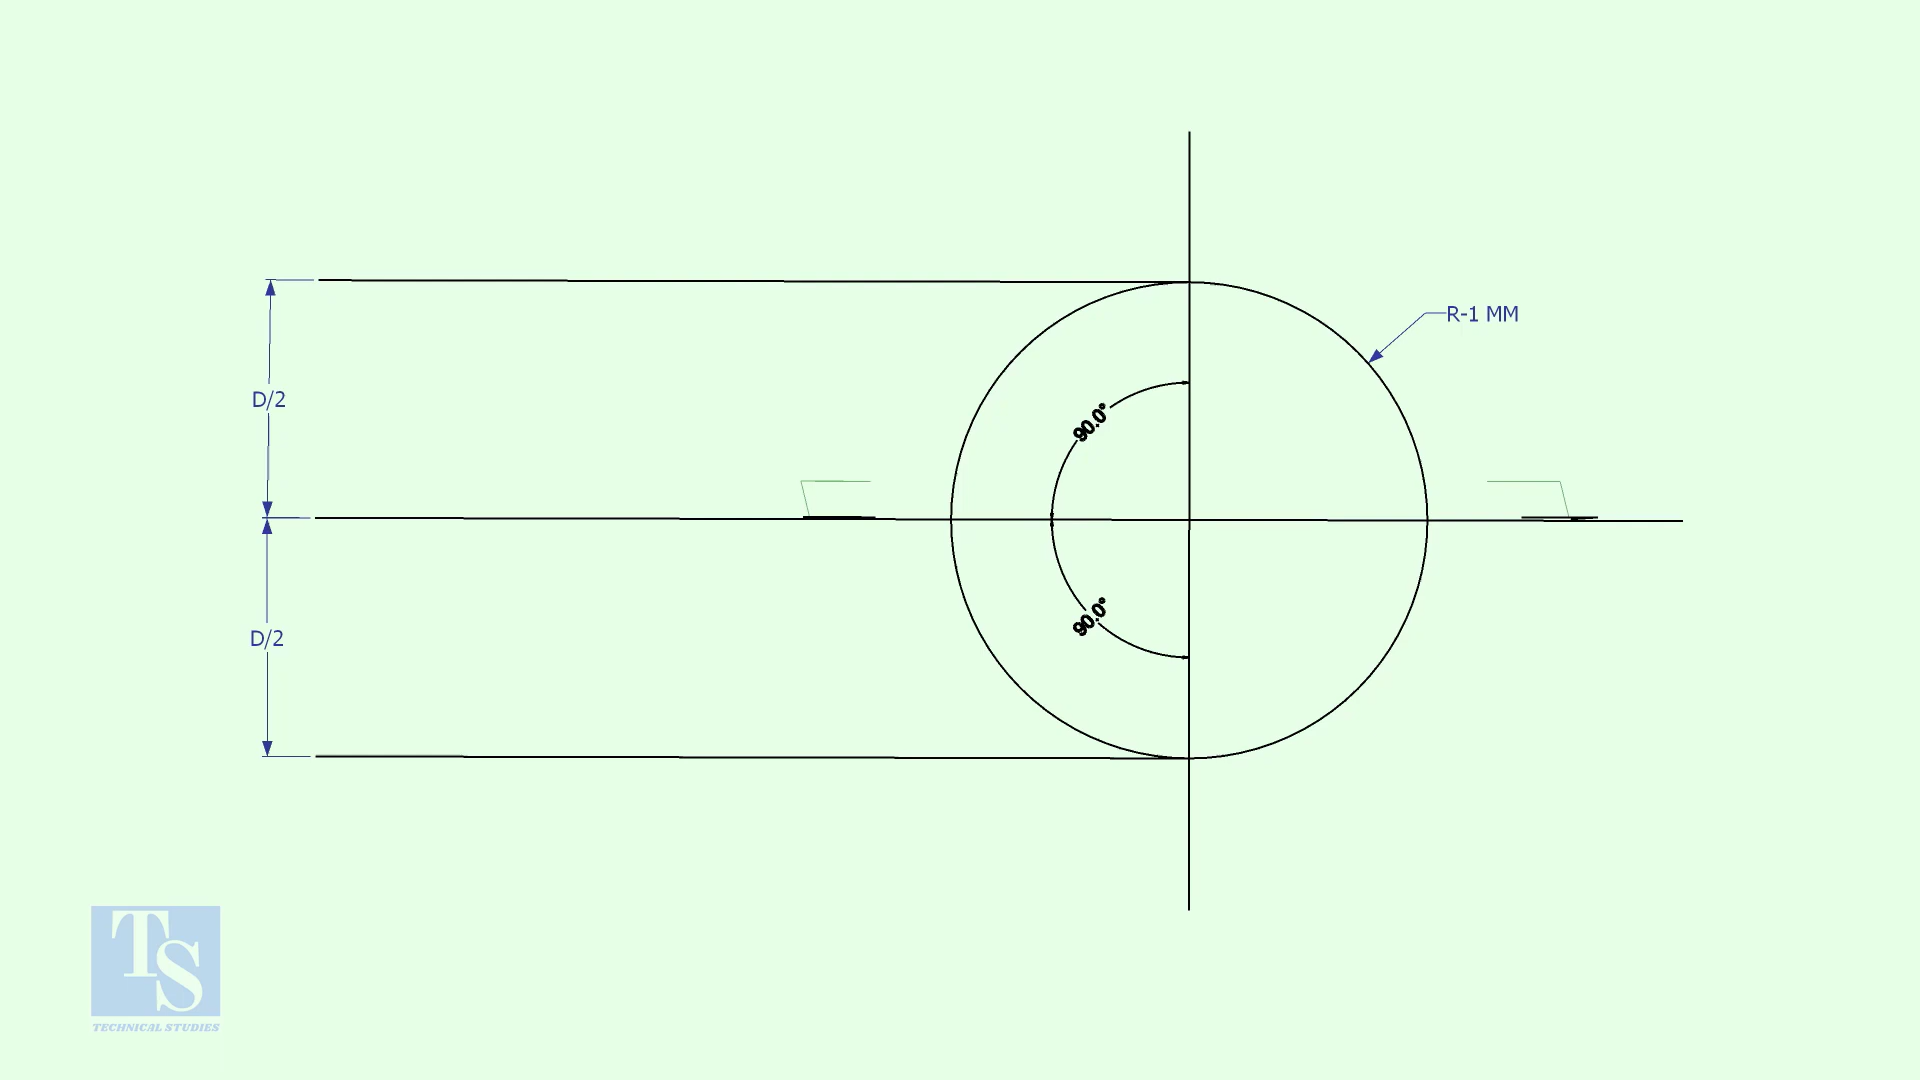 R-1 MM
D/2
90.0°
90.0°
D/2
TS
TECHNICAL STUDIES